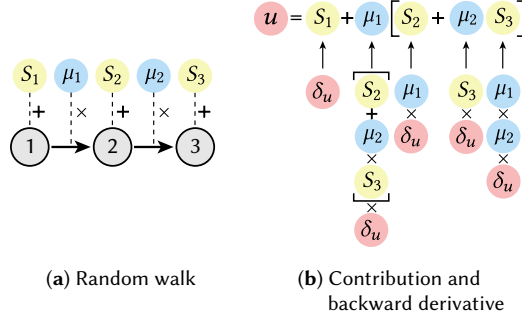 u = S1 + μ1 [ S2 + μ2 S3 ]
S1 μ1 S2 μ2 S3
+ × + × +
1 2 3
δu [ S2 μ1 S3 μ1
+ × × ×
μ2 δu δu μ2
× ×
S3 ] δu
×
δu
(a) Random walk
(b) Contribution and
backward derivative